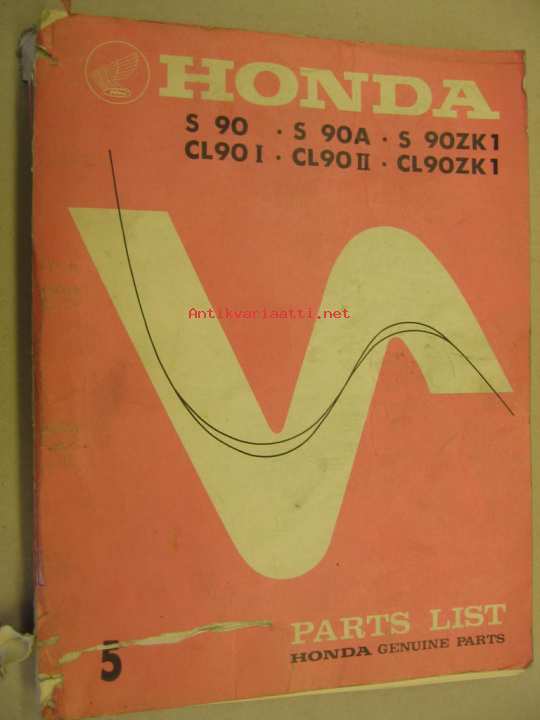 HONDA
S 90 · S 90A · S 90ZK1
CL90 I · CL90 II · CL90ZK1
Antikvariaatti.net
PARTS LIST
HONDA GENUINE PARTS
5